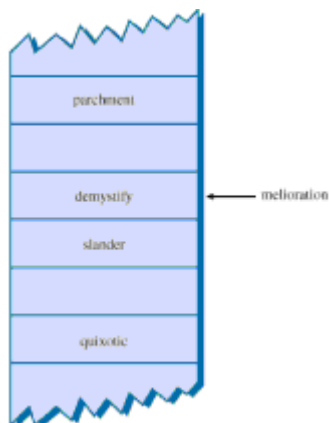 parchment
demystify
melioration
slander
quixotic